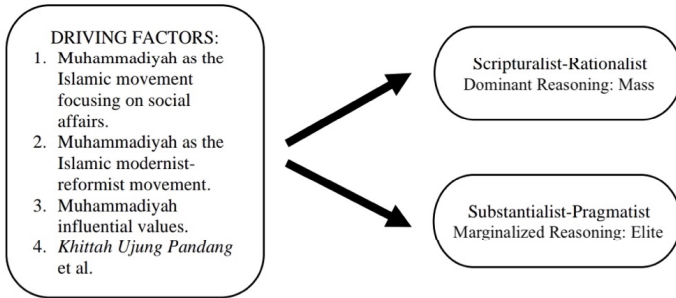 DRIVING FACTORS:
1. Muhammadiyah as the
Islamic movement
focusing on social
affairs.
2. Muhammadiyah as the
Islamic modernist-
reformist movement.
3. Muhammadiyah
influential values.
4. Khittah Ujung Pandang
et al.
Scripturalist-Rationalist
Dominant Reasoning: Mass
Substantialist-Pragmatist
Marginalized Reasoning: Elite